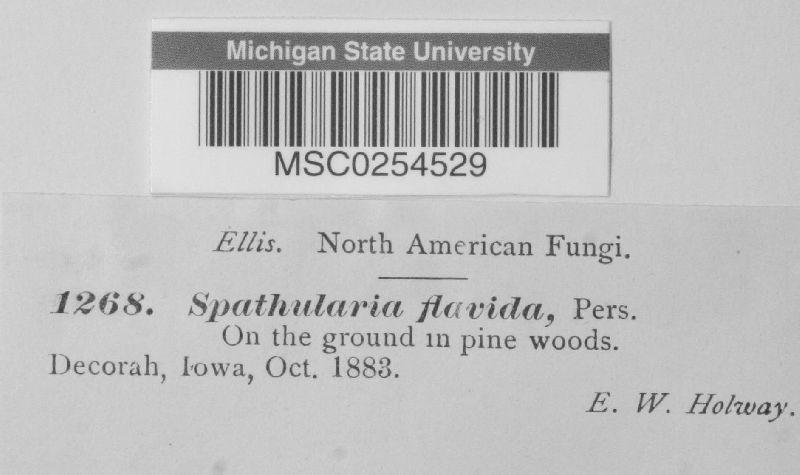 Michigan State University
MSC0254529
Ellis. North American Fungi.
1268. Spathularia flavida, Pers.
On the ground in pine woods.
Decorah, Iowa, Oct. 1883.
E. W. Holway.